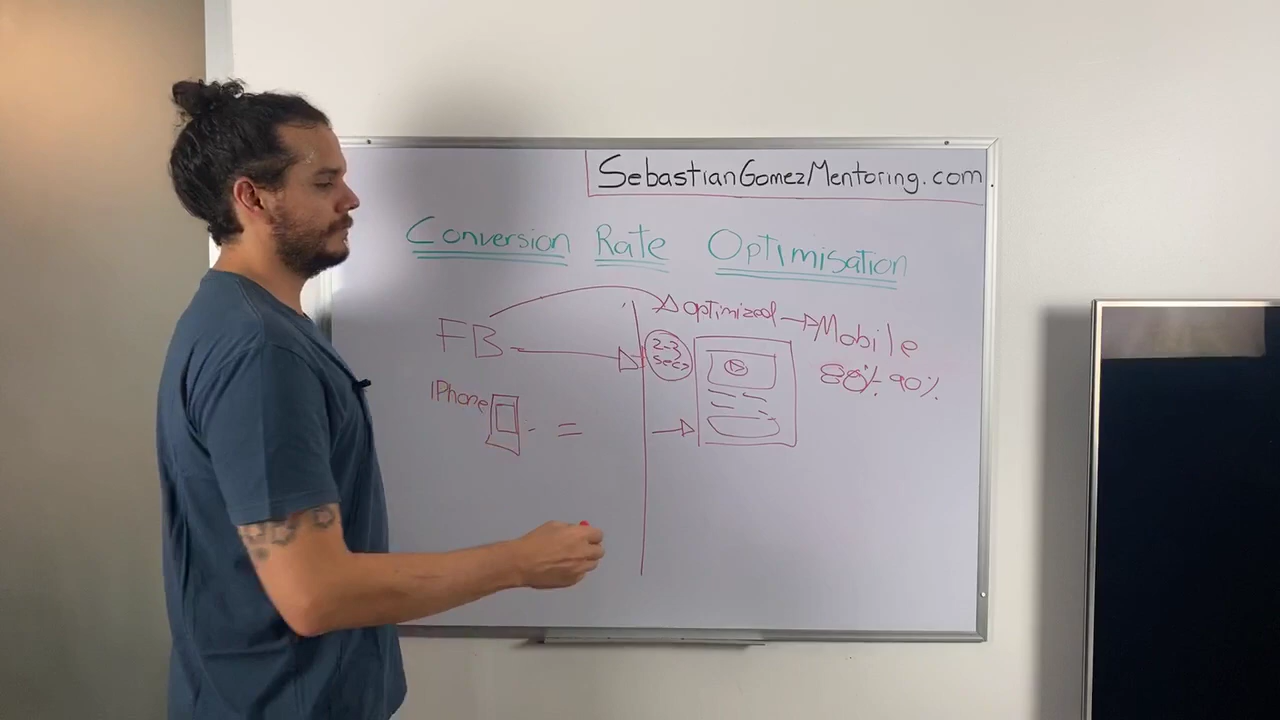 SebastianGomezMentoring.com
Conversion Rate Optimisation
optimized → Mobile
FB
2-3
secs
80% 90%
IPhone
=